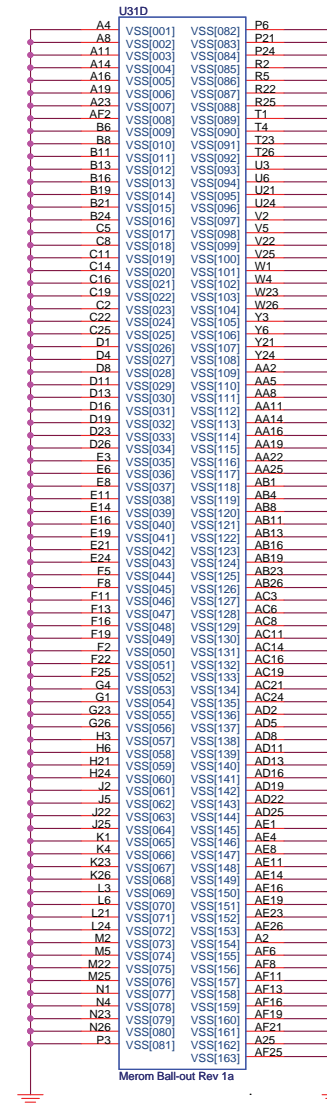 U31D
A4 VSS[001] VSS[082] P6
A8 VSS[002] VSS[083] P21
A11 VSS[003] VSS[084] P24
A14 VSS[004] VSS[085] R2
A16 VSS[005] VSS[086] R5
A19 VSS[006] VSS[087] R22
A23 VSS[007] VSS[088] R25
AF2 VSS[008] VSS[089] T1
B6 VSS[009] VSS[090] T4
B8 VSS[010] VSS[091] T23
B11 VSS[011] VSS[092] T26
B13 VSS[012] VSS[093] U3
B16 VSS[013] VSS[094] U6
B19 VSS[014] VSS[095] U21
B21 VSS[015] VSS[096] U24
B24 VSS[016] VSS[097] V2
C5 VSS[017] VSS[098] V5
C8 VSS[018] VSS[099] V22
C11 VSS[019] VSS[100] V25
C14 VSS[020] VSS[101] W1
C16 VSS[021] VSS[102] W4
C19 VSS[022] VSS[103] W23
C2 VSS[023] VSS[104] W26
C22 VSS[024] VSS[105] Y3
C25 VSS[025] VSS[106] Y6
D1 VSS[026] VSS[107] Y21
D4 VSS[027] VSS[108] Y24
D8 VSS[028] VSS[109] AA2
D11 VSS[029] VSS[110] AA5
D13 VSS[030] VSS[111] AA8
D16 VSS[031] VSS[112] AA11
D19 VSS[032] VSS[113] AA14
D23 VSS[033] VSS[114] AA16
D26 VSS[034] VSS[115] AA19
E3 VSS[035] VSS[116] AA22
E6 VSS[036] VSS[117] AA25
E8 VSS[037] VSS[118] AB1
E11 VSS[038] VSS[119] AB4
E14 VSS[039] VSS[120] AB8
E16 VSS[040] VSS[121] AB11
E19 VSS[041] VSS[122] AB13
E21 VSS[042] VSS[123] AB16
E24 VSS[043] VSS[124] AB19
F5 VSS[044] VSS[125] AB23
F8 VSS[045] VSS[126] AB26
F11 VSS[046] VSS[127] AC3
F13 VSS[047] VSS[128] AC6
F16 VSS[048] VSS[129] AC8
F19 VSS[049] VSS[130] AC11
F2 VSS[050] VSS[131] AC14
F22 VSS[051] VSS[132] AC16
F25 VSS[052] VSS[133] AC19
G4 VSS[053] VSS[134] AC21
G1 VSS[054] VSS[135] AC24
G23 VSS[055] VSS[136] AD2
G26 VSS[056] VSS[137] AD5
H3 VSS[057] VSS[138] AD8
H6 VSS[058] VSS[139] AD11
H21 VSS[059] VSS[140] AD13
H24 VSS[060] VSS[141] AD16
J2 VSS[061] VSS[142] AD19
J5 VSS[062] VSS[143] AD22
J22 VSS[063] VSS[144] AD25
J25 VSS[064] VSS[145] AE1
K1 VSS[065] VSS[146] AE4
K4 VSS[066] VSS[147] AE8
K23 VSS[067] VSS[148] AE11
K26 VSS[068] VSS[149] AE14
L3 VSS[069] VSS[150] AE16
L6 VSS[070] VSS[151] AE19
L21 VSS[071] VSS[152] AE23
L24 VSS[072] VSS[153] AE26
M2 VSS[073] VSS[154] A2
M5 VSS[074] VSS[155] AF6
M22 VSS[075] VSS[156] AF8
M25 VSS[076] VSS[157] AF11
N1 VSS[077] VSS[158] AF13
N4 VSS[078] VSS[159] AF16
N23 VSS[079] VSS[160] AF19
N26 VSS[080] VSS[161] AF21
P3 VSS[081] VSS[162] A25
VSS[163] AF25
Merom Ball-out Rev 1a